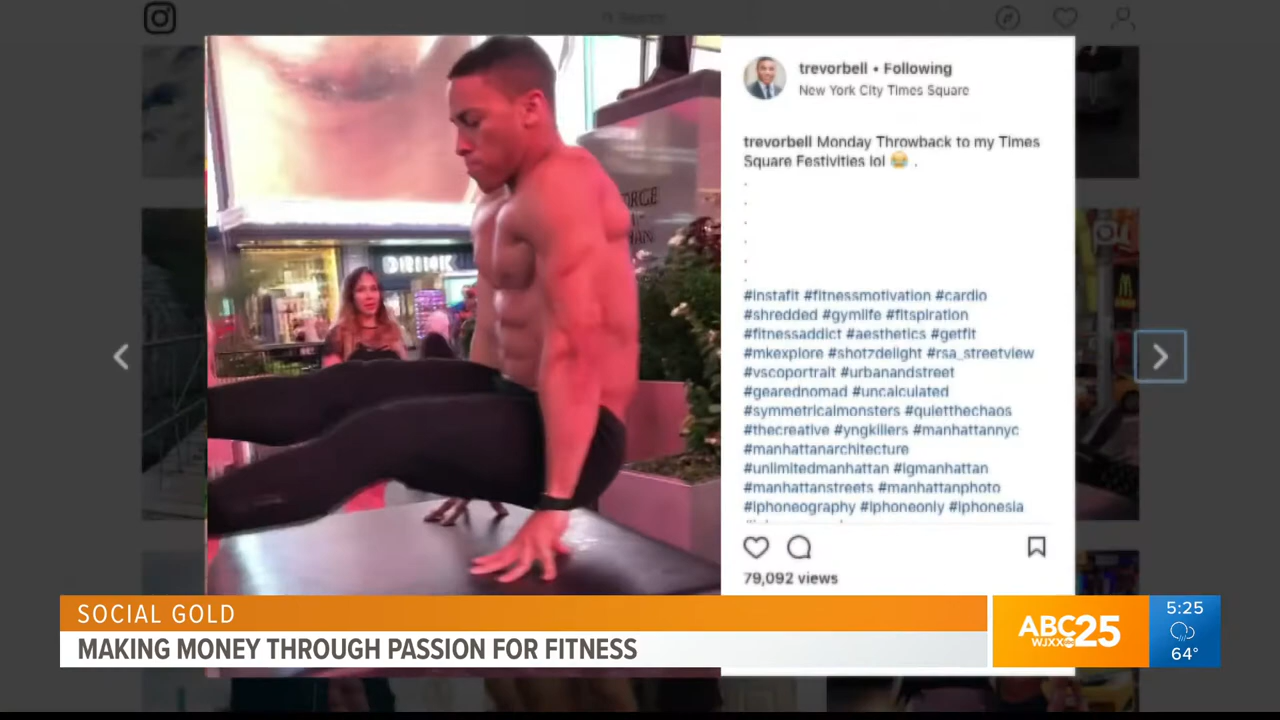 Search
trevorbell • Following
New York City Times Square
trevorbell Monday Throwback to my Times
Square Festivities lol 😂 .
.
.
.
.
.
.
#instafit #fitnessmotivation #cardio
#shredded #gymlife #fitspiration
#fitnessaddict #aesthetics #getfit
#mkexplore #shotzdelight #rsa_streetview
#vscoportrait #urbanandstreet
#gearednomad #uncalculated
#symmetricalmonsters #quietthechaos
#thecreative #yngkillers #manhattannyc
#manhattanarchitecture
#unlimitedmanhattan #igmanhattan
#manhattanstreets #manhattanphoto
#iphoneography #iphoneonly #iphonesia
79,092 views
DRINK
SOCIAL GOLD
MAKING MONEY THROUGH PASSION FOR FITNESS
ABC25
WJXX
5:25
64°